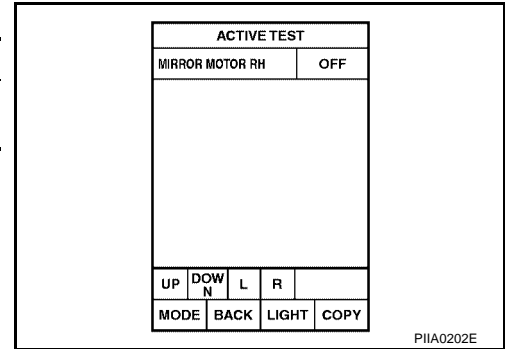 ACTIVE TEST
MIRROR MOTOR RH OFF
UP DOW
N L R
MODE BACK LIGHT COPY
PIIA0202E